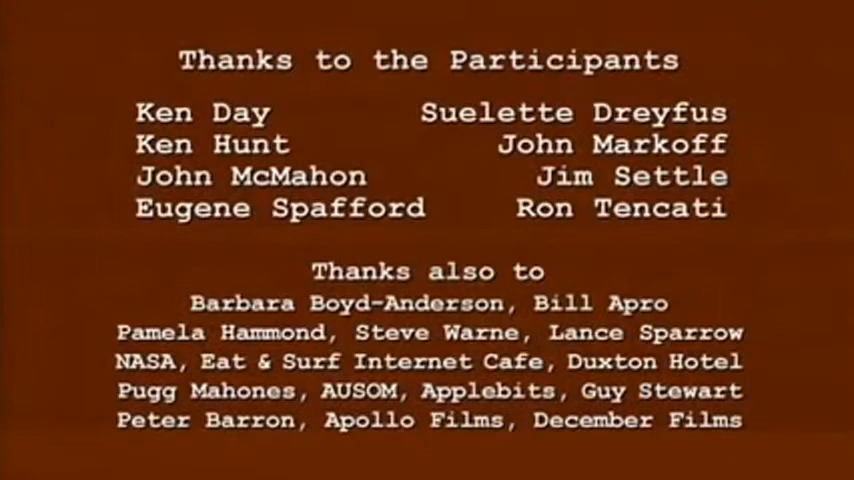 Thanks to the Participants
Ken Day Suelette Dreyfus
Ken Hunt John Markoff
John McMahon Jim Settle
Eugene Spafford Ron Tencati
Thanks also to
Barbara Boyd-Anderson, Bill Apro
Pamela Hammond, Steve Warne, Lance Sparrow
NASA, Eat & Surf Internet Cafe, Duxton Hotel
Pugg Mahones, AUSOM, Applebits, Guy Stewart
Peter Barron, Apollo Films, December Films